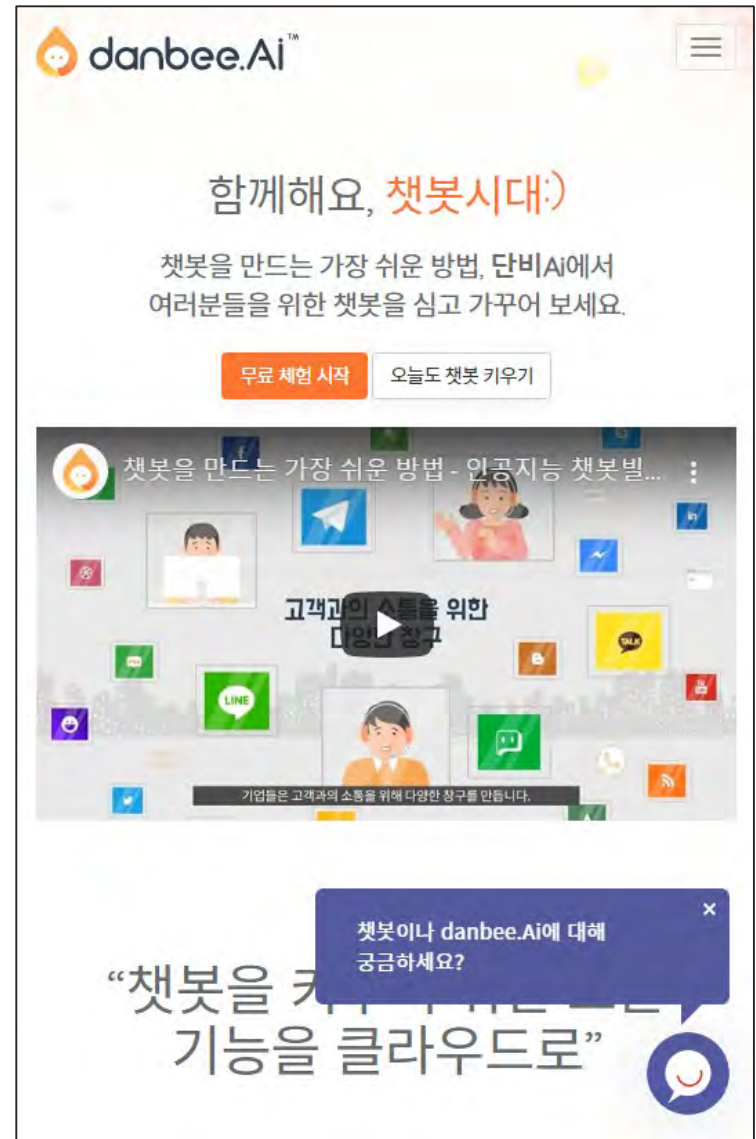 danbee.Ai™
함께해요, 챗봇시대:)
챗봇을 만드는 가장 쉬운 방법, 단비Ai에서
여러분들을 위한 챗봇을 심고 가꾸어 보세요.
무료 체험 시작 오늘도 챗봇 키우기
챗봇을 만드는 가장 쉬운 방법 - 인공지능 챗봇빌...
in
고객과의 소통을 위한
다양한 창구
TALK
LINE
기업들은 고객과의 소통을 위해 다양한 창구를 만듭니다.
챗봇이나 danbee.Ai에 대해
궁금하세요?
“챗봇을
기능을 클라우드로”